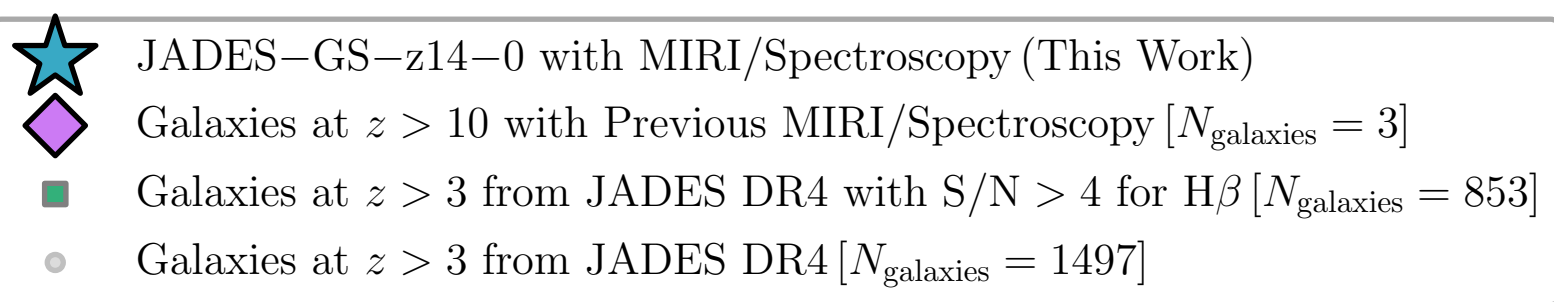 JADES−GS−z14−0 with MIRI/Spectroscopy (This Work)
Galaxies at z > 10 with Previous MIRI/Spectroscopy [N_galaxies = 3]
Galaxies at z > 3 from JADES DR4 with S/N > 4 for Hβ [N_galaxies = 853]
Galaxies at z > 3 from JADES DR4 [N_galaxies = 1497]